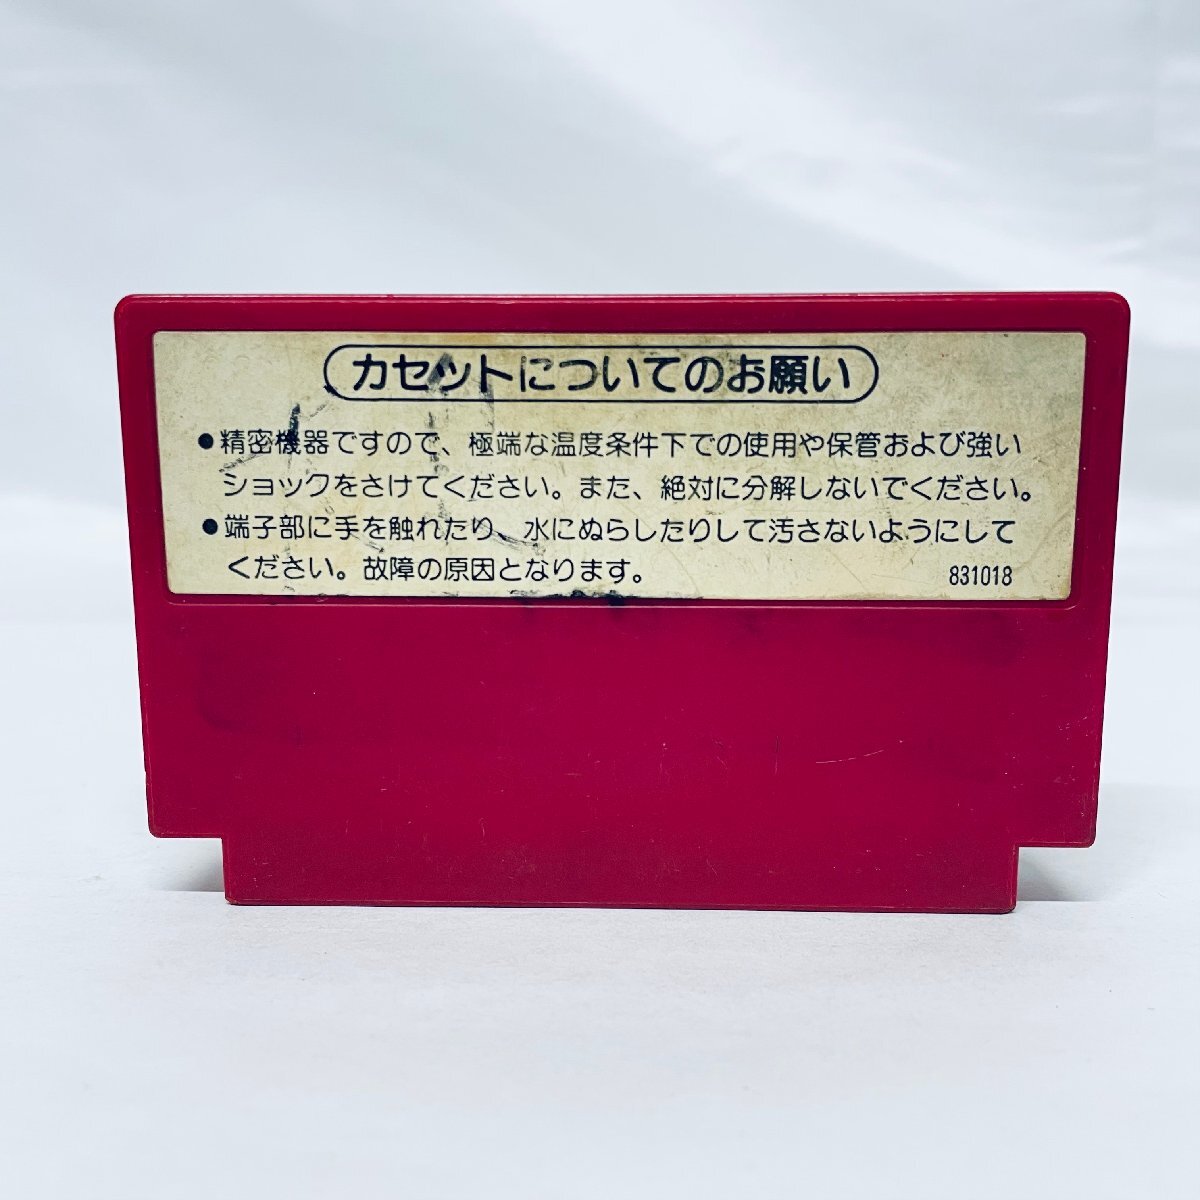 カセットについてのお願い
●精密機器ですので、極端な温度条件下での使用や保管および強い
ショックをさけてください。また、絶対に分解しないでください。
●端子部に手を触れたり、水にぬらしたりして汚さないようにして
ください。故障の原因となります。
831018